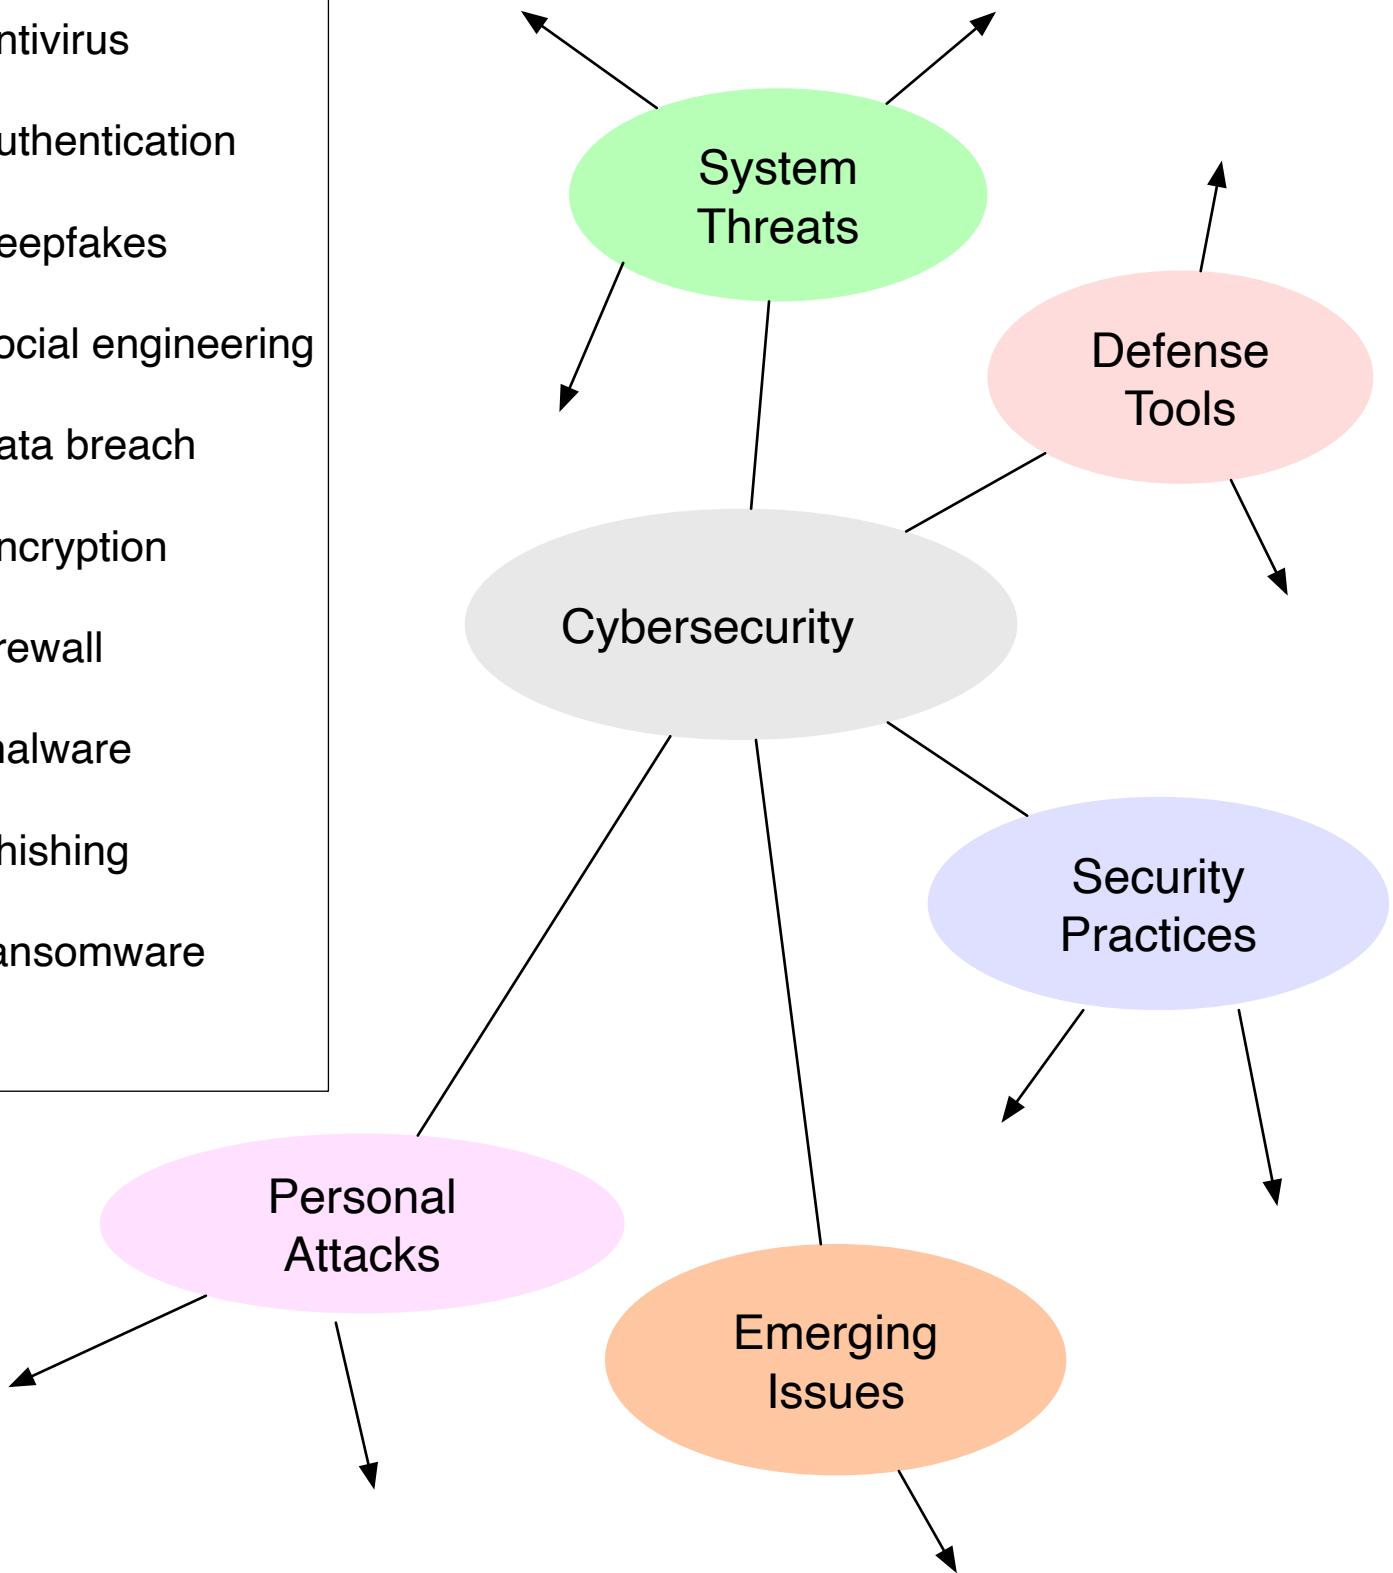 ntivirus
uthentication
eepfakes
ocial engineering
ata breach
ncryption
rewall
nalware
hishing
ansomware
System
Threats
Defense
Tools
Cybersecurity
Security
Practices
Personal
Attacks
Emerging
Issues